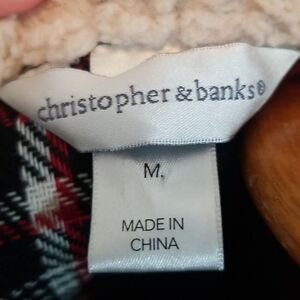 christopher & banks®
M.
MADE IN
CHINA